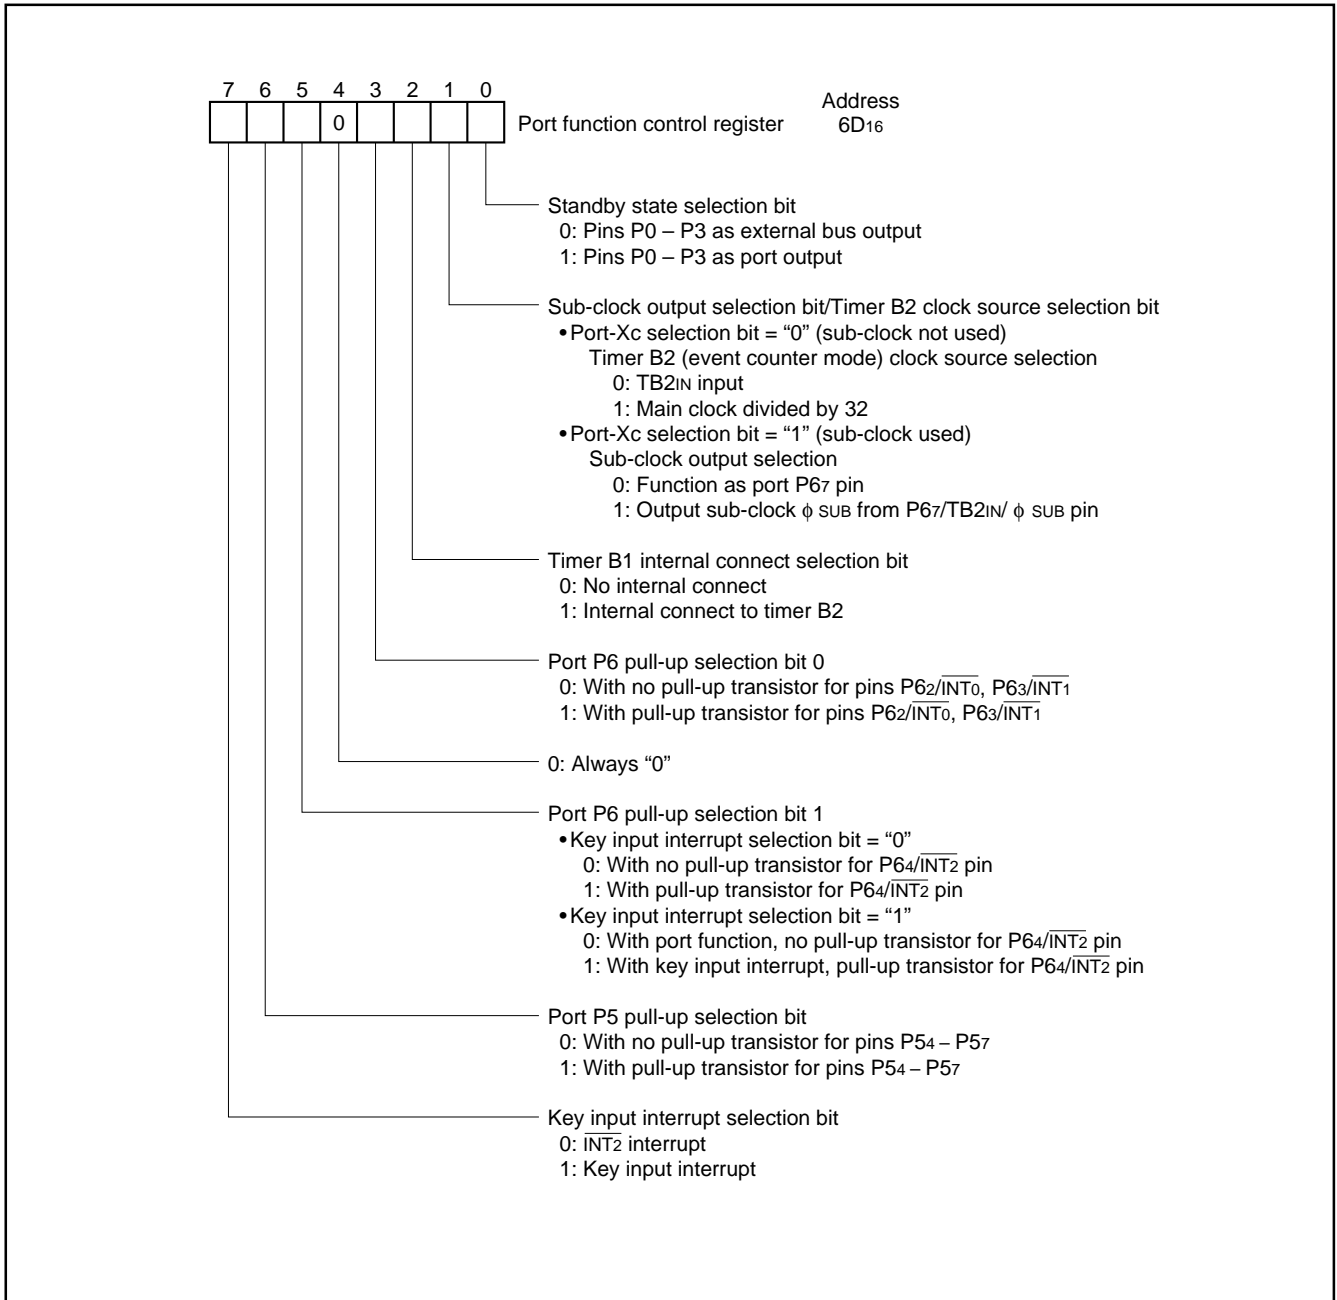 7 6 5 4 3 2 1 0
Address
0
Port function control register
6D16
Standby state selection bit
0: Pins P0 – P3 as external bus output
1: Pins P0 – P3 as port output
Sub-clock output selection bit/Timer B2 clock source selection bit
•Port-Xc selection bit = “0” (sub-clock not used)
Timer B2 (event counter mode) clock source selection
0: TB2IN input
1: Main clock divided by 32
•Port-Xc selection bit = “1” (sub-clock used)
Sub-clock output selection
0: Function as port P67 pin
1: Output sub-clock ϕ SUB from P67/TB2IN/ ϕ SUB pin
Timer B1 internal connect selection bit
0: No internal connect
1: Internal connect to timer B2
Port P6 pull-up selection bit 0
0: With no pull-up transistor for pins P62/INT0, P63/INT1
1: With pull-up transistor for pins P62/INT0, P63/INT1
0: Always “0”
Port P6 pull-up selection bit 1
•Key input interrupt selection bit = “0”
0: With no pull-up transistor for P64/INT2 pin
1: With pull-up transistor for P64/INT2 pin
•Key input interrupt selection bit = “1”
0: With port function, no pull-up transistor for P64/INT2 pin
1: With key input interrupt, pull-up transistor for P64/INT2 pin
Port P5 pull-up selection bit
0: With no pull-up transistor for pins P54 – P57
1: With pull-up transistor for pins P54 – P57
Key input interrupt selection bit
0: INT2 interrupt
1: Key input interrupt